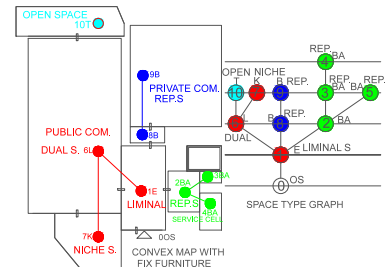 OPEN SPACE
10T
9B
PRIVATE COM.
REP.S
8B
PUBLIC COM.
DUAL S. 6L
1E
LIMINAL
2BA
3BA
REP.S
SERVICE CELL
4BA
7K
NICHE S.
0OS
CONVEX MAP WITH
FIX FURNITURE
REP.
4 BA
OPEN NICHE
T K B REP. REP. REP.
10 7 9 3 BA BA 5
L B REP.
DUAL 8 2 BA
E LIMINAL S
0 OS
SPACE TYPE GRAPH